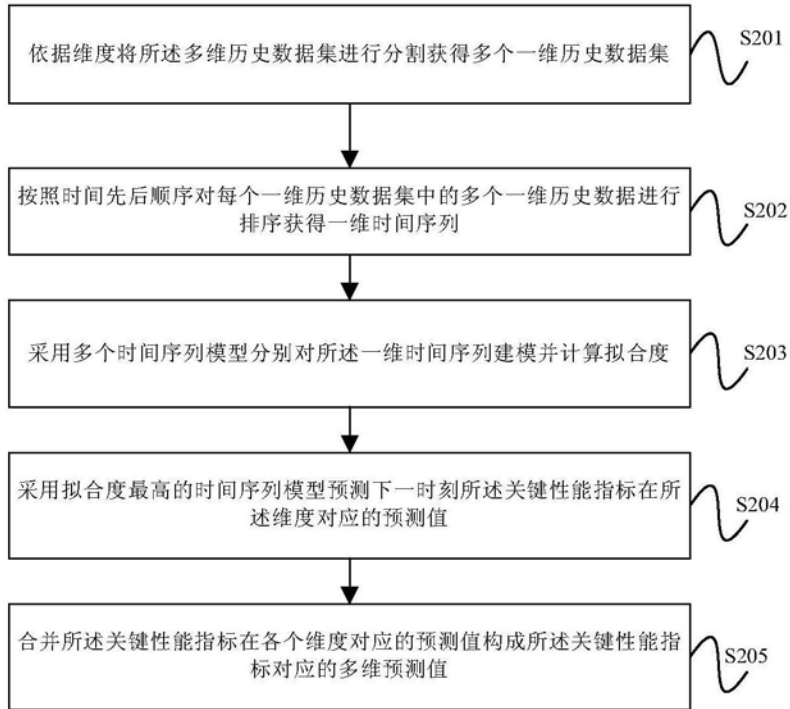 依据维度将所述多维历史数据集进行分割获得多个一维历史数据集
S201
按照时间先后顺序对每个一维历史数据集中的多个一维历史数据进行
排序获得一维时间序列
S202
采用多个时间序列模型分别对所述一维时间序列建模并计算拟合度
S203
采用拟合度最高的时间序列模型预测下一时刻所述关键性能指标在所
述维度对应的预测值
S204
合并所述关键性能指标在各个维度对应的预测值构成所述关键性能指
标对应的多维预测值
S205